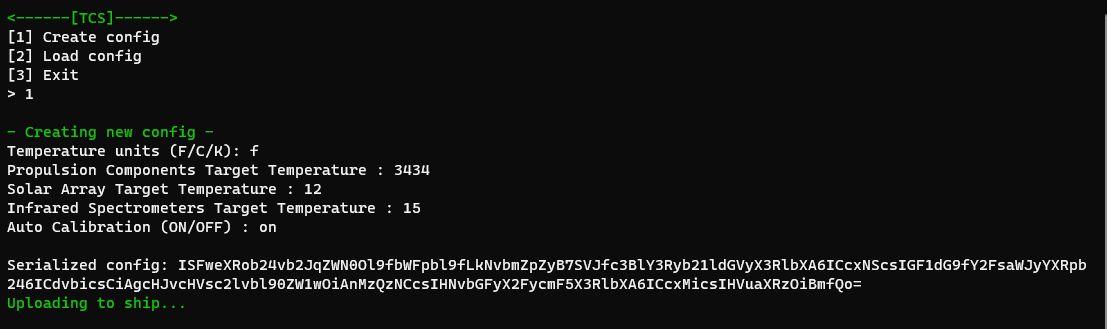 <------[TCS]------>
[1] Create config
[2] Load config
[3] Exit
> 1
- Creating new config -
Temperature units (F/C/K): f
Propulsion Components Target Temperature : 3434
Solar Array Target Temperature : 12
Infrared Spectrometers Target Temperature : 15
Auto Calibration (ON/OFF) : on
Serialized config: ISFweXRob24vb2JqZWN0Ol9fbWFpbl9fLkNvbmZpZyB7SVJfc3BlY3Ryb21ldGVyX3RlbXA6ICcxNScsIGF1dG9fY2FsaWJyYXRpb
246ICdvbicsCiAgcHJvcHVsc2lvbl90ZW1wOiAnMzQzNCcsIHNvbGFyX2FycmF5X3RlbXA6ICcxMicsIHVuaXRzOiBmfQo=
Uploading to ship...